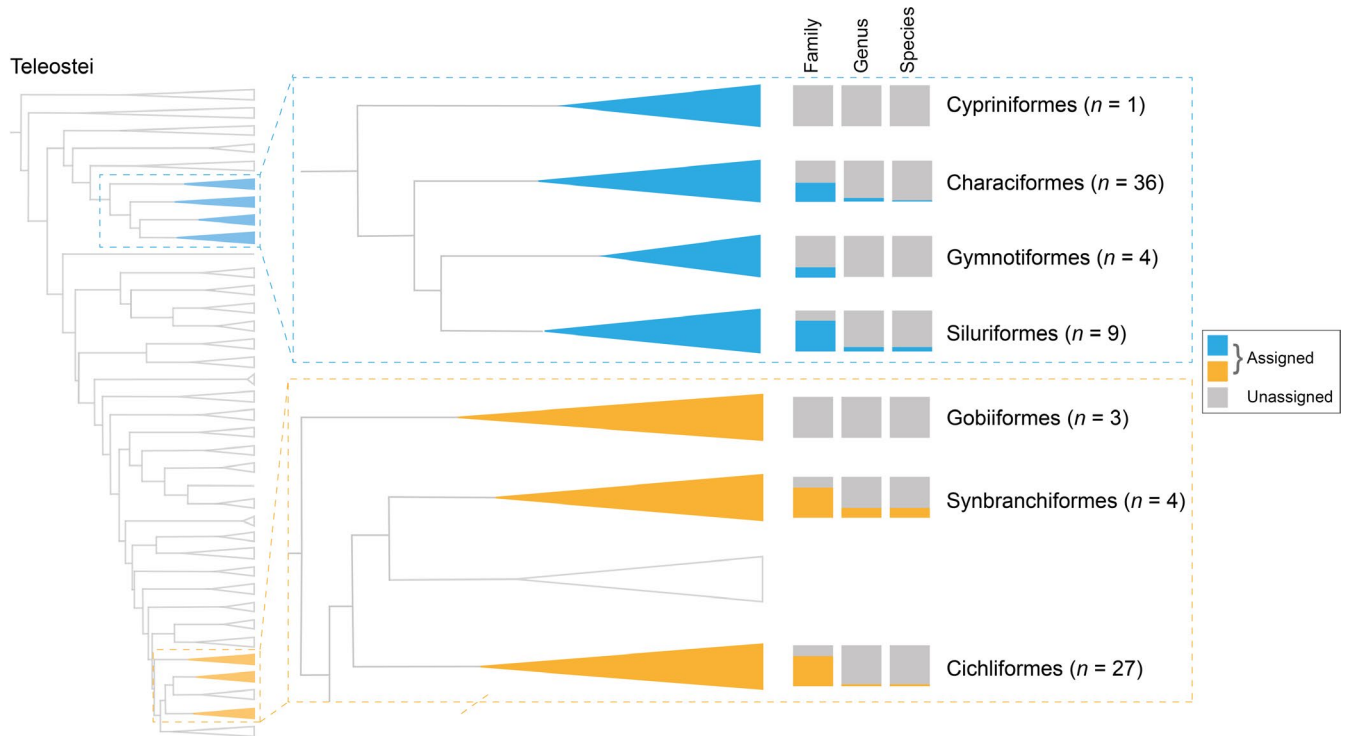 Teleostei
Family
Genus
Species
Cypriniformes (n = 1)
Characiformes (n = 36)
Gymnotiformes (n = 4)
Siluriformes (n = 9)
Assigned
Unassigned
Gobiiformes (n = 3)
Synbranchiformes (n = 4)
Cichliformes (n = 27)